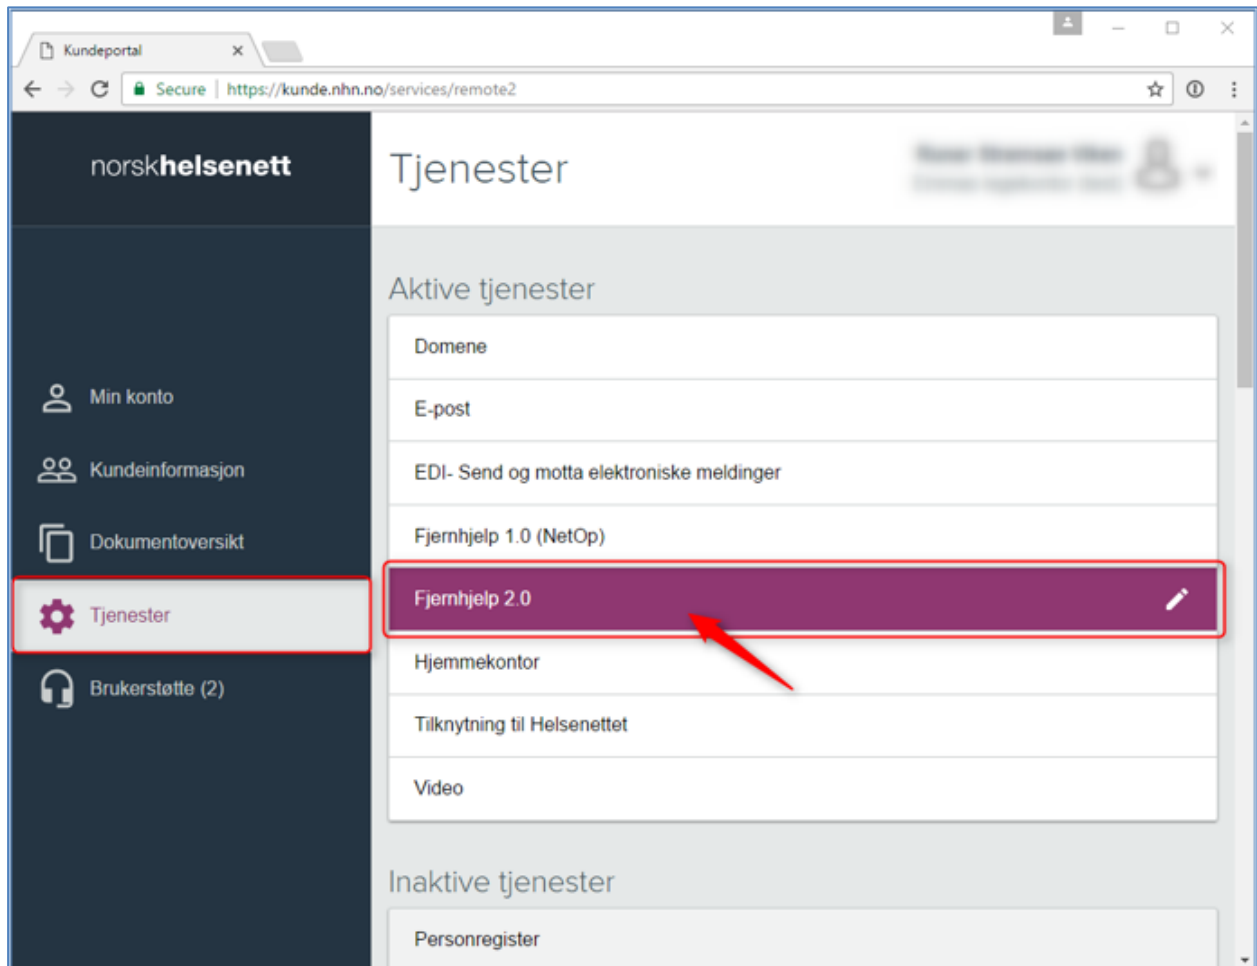 Kundeportal
Secure https://kunde.nhn.no/services/remote2
norskhelsenett
Tjenester
Min konto
Kundeinformasjon
Dokumentoversikt
Tjenester
Brukerstøtte (2)
Aktive tjenester
Domene
E-post
EDI- Send og motta elektroniske meldinger
Fjernhjelp 1.0 (NetOp)
Fjernhjelp 2.0
Hjemmekontor
Tilknytning til Helsenettet
Video
Inaktive tjenester
Personregister